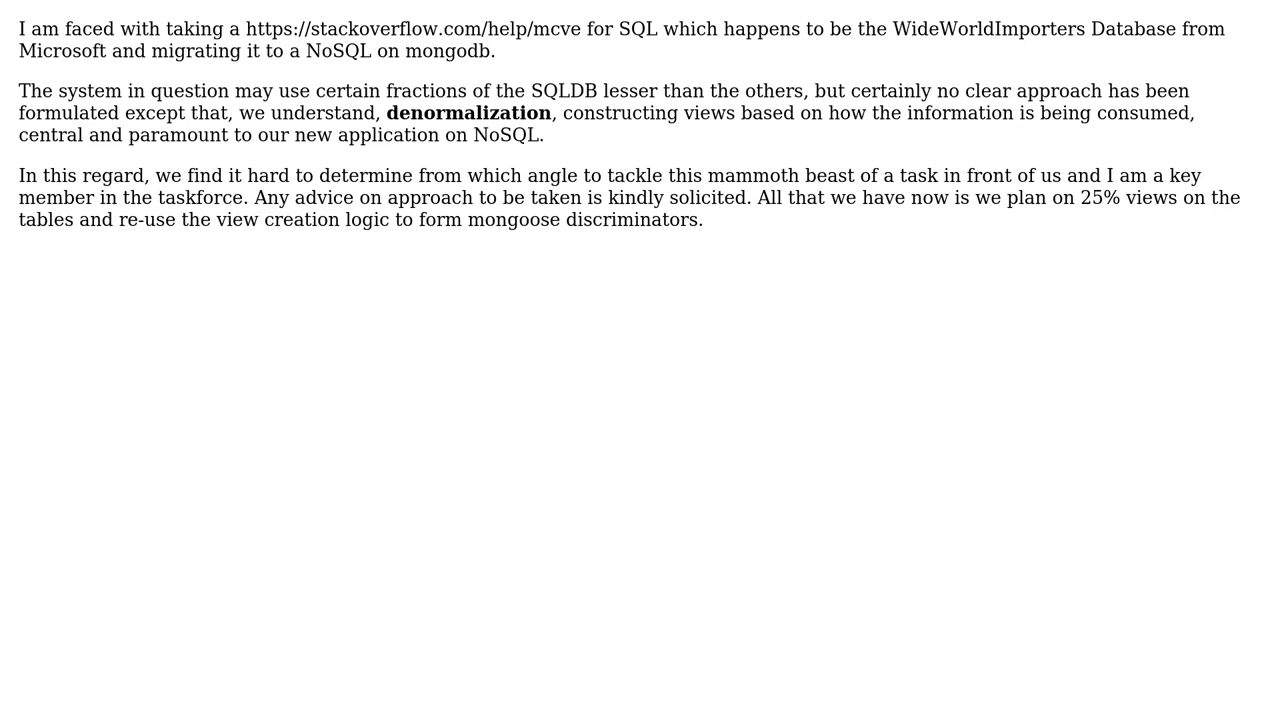 I am faced with taking a https://stackoverflow.com/help/mcve for SQL which happens to be the WideWorldImporters Database from
Microsoft and migrating it to a NoSQL on mongodb.
The system in question may use certain fractions of the SQLDB lesser than the others, but certainly no clear approach has been
formulated except that, we understand, denormalization, constructing views based on how the information is being consumed,
central and paramount to our new application on NoSQL.
In this regard, we find it hard to determine from which angle to tackle this mammoth beast of a task in front of us and I am a key
member in the taskforce. Any advice on approach to be taken is kindly solicited. All that we have now is we plan on 25% views on the
tables and re-use the view creation logic to form mongoose discriminators.